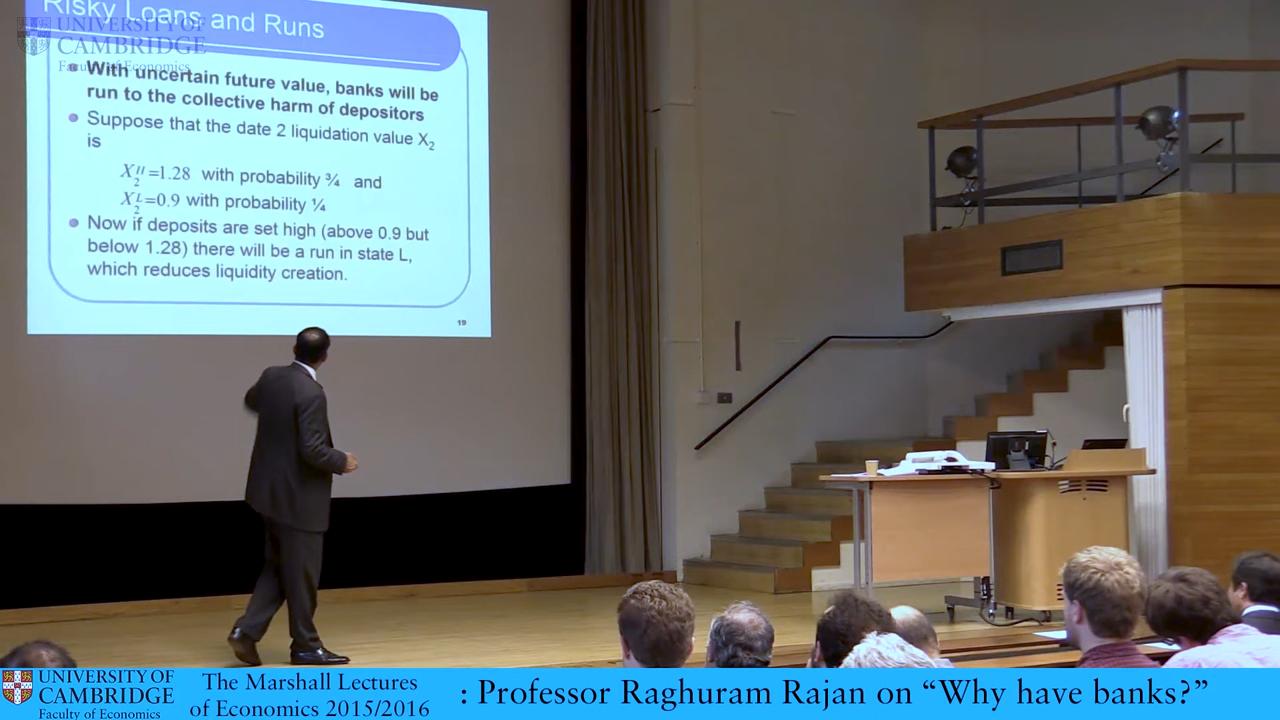 Risky Loans and Runs
UNIVERSITY OF
CAMBRIDGE
Faculty of Economics
With uncertain future value, banks will be
run to the collective harm of depositors
Suppose that the date 2 liquidation value X₂
is
X₂ᴴ=1.28 with probability ¾ and
X₂ᴸ=0.9 with probability ¼
Now if deposits are set high (above 0.9 but
below 1.28) there will be a run in state L,
which reduces liquidity creation.
19
UNIVERSITY OF
CAMBRIDGE
Faculty of Economics
The Marshall Lectures
of Economics 2015/2016
: Professor Raghuram Rajan on “Why have banks?”